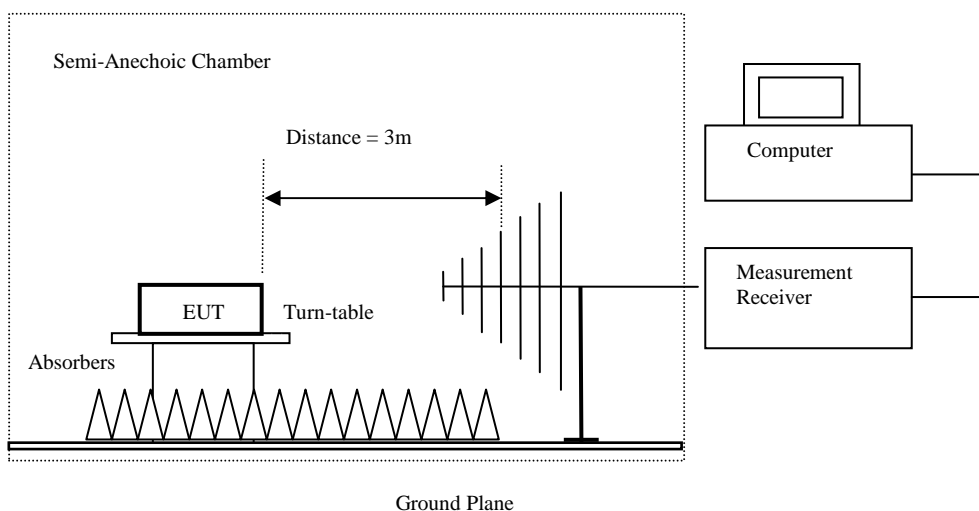 Semi-Anechoic Chamber
Distance = 3m
Computer
Measurement
Receiver
EUT
Turn-table
Absorbers
Ground Plane